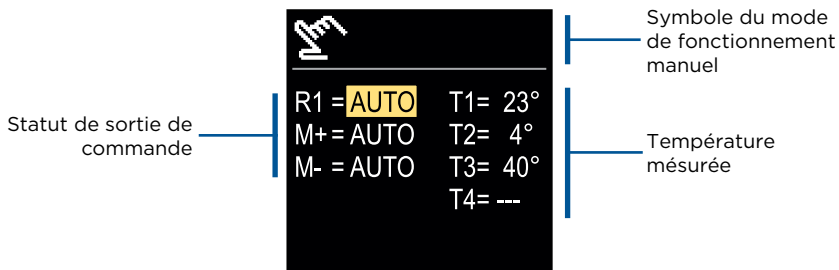 Symbole du mode
de fonctionnement
manuel
Statut de sortie de
commande
R1 = AUTO T1= 23°
M+ = AUTO T2= 4°
M- = AUTO T3= 40°
T4= ---
Température
mésurée